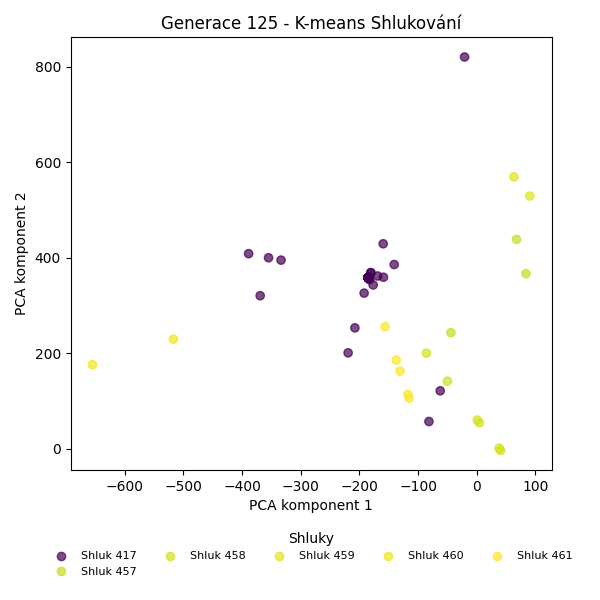 Generace 125 - K-means Shlukování
800
600
400
200
0
PCA komponent 2
−600 −500 −400 −300 −200 −100 0 100
PCA komponent 1
Shluky
Shluk 417 Shluk 458 Shluk 459 Shluk 460 Shluk 461
Shluk 457